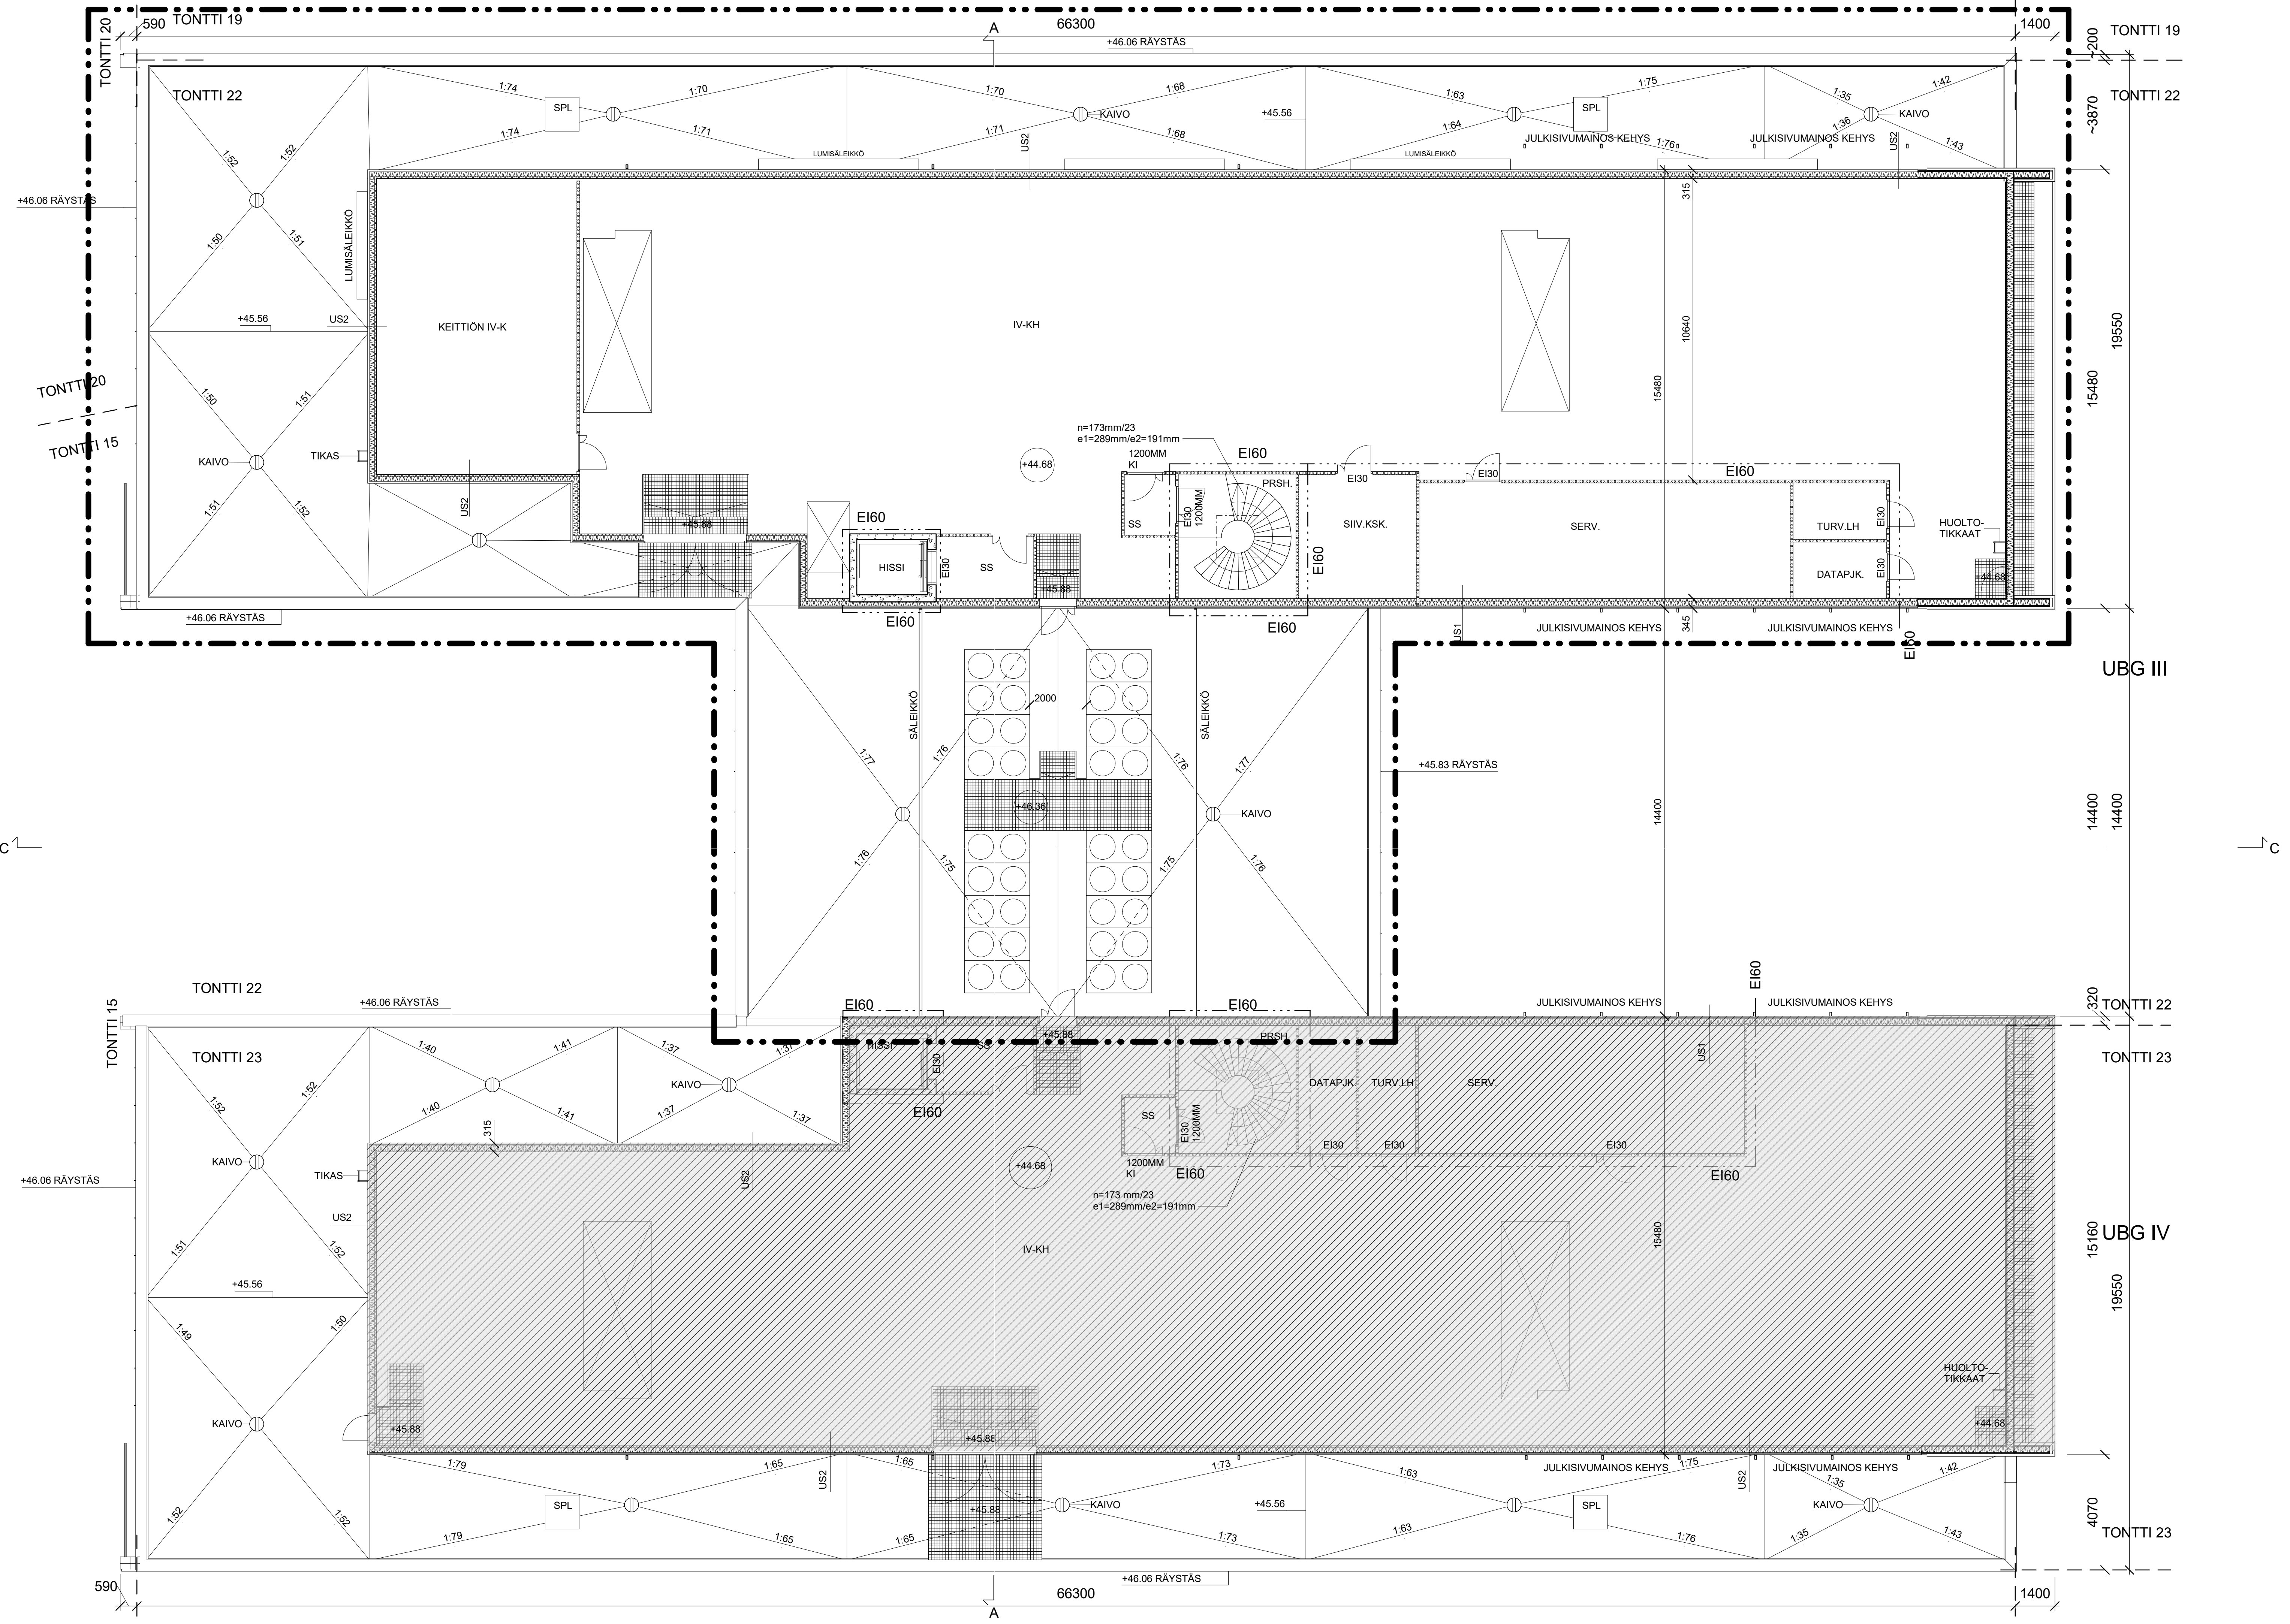 TONTTI 19
TONTTI 20
590
66300
A
1400
TONTTI 19
+46.06 RÄYSTÄS
~200
TONTTI 22
TONTTI 22
~3870
1:74
1:70
1:70
1:68
1:63
1:75
1:35
1:42
SPL
KAIVO
+45.56
SPL
KAIVO
1:74
1:71
1:71
1:68
1:64
1:76
1:36
1:43
US2
JULKISIVUMAINOS KEHYS
JULKISIVUMAINOS KEHYS
US2
LUMISÄLEIKKÖ
LUMISÄLEIKKÖ
1:52
1:52
315
+46.06 RÄYSTÄS
LUMISÄLEIKKÖ
1:50
1:51
+45.56
US2
KEITTIÖN IV-K
IV-KH
10640
15480
15480
19550
TONTTI 20
TONTTI 15
1:50
1:51
KAIVO
TIKAS
1:51
1:52
US2
n=173mm/23
e1=289mm/e2=191mm
+44.68
1200MM
KI
EI60
EI30
EI30
EI60
PRSH.
EI30
1200MM
SS
SIIV.KSK.
SERV.
TURV.LH
EI30
HUOLTO-
TIKKAAT
+45.88
EI60
HISSI
EI30
SS
+45.88
EI60
DATAPJK.
EI30
+44.68
+46.06 RÄYSTÄS
EI60
EI60
US1
345
JULKISIVUMAINOS KEHYS
JULKISIVUMAINOS KEHYS
EI60
UBG III
SÄLEIKKÖ
2000
SÄLEIKKÖ
1:77
1:76
1:76
1:77
+45.83 RÄYSTÄS
+46.36
KAIVO
14400
14400
14400
C
C
1:76
1:75
1:75
1:76
TONTTI 22
TONTTI 15
+46.06 RÄYSTÄS
EI60
EI60
EI60
JULKISIVUMAINOS KEHYS
JULKISIVUMAINOS KEHYS
320
TONTTI 22
TONTTI 23
TONTTI 23
1:40
1:41
1:37
1:37
HISSI
EI30
SS
+45.88
PRSH.
US1
KAIVO
DATAPJK.
TURV.LH
SERV.
1:52
1:52
1:40
1:41
1:37
1:37
EI60
SS
EI30
1200MM
EI30
EI30
EI30
315
KAIVO
TIKAS
US2
+44.68
1200MM
KI
EI60
EI60
+46.06 RÄYSTÄS
n=173 mm/23
e1=289mm/e2=191mm
US2
1:51
1:52
IV-KH
15480
15160
UBG IV
+45.56
19550
1:49
1:50
HUOLTO-
TIKKAAT
KAIVO
+45.88
+45.88
+44.68
1:79
1:65
US2
1:65
1:73
1:63
JULKISIVUMAINOS KEHYS
1:75
US2
JULKISIVUMAINOS KEHYS
1:35
1:42
1:52
1:52
SPL
+45.88
KAIVO
+45.56
SPL
KAIVO
4070
1:79
1:65
1:65
1:73
1:63
1:76
1:35
1:43
TONTTI 23
+46.06 RÄYSTÄS
590
66300
1400
A